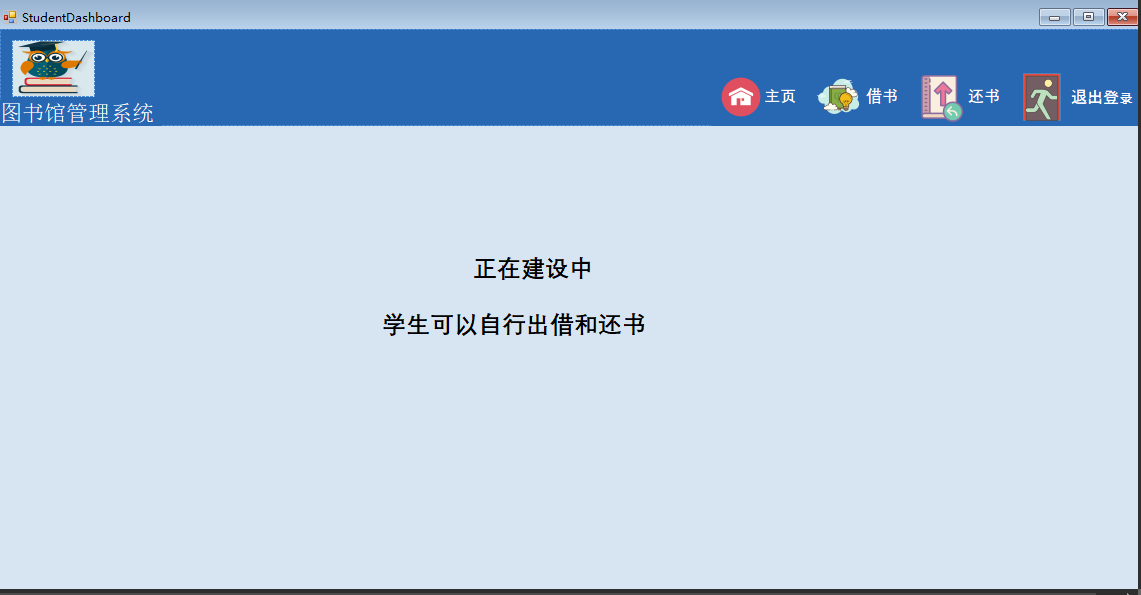 StudentDashboard
图书馆管理系统
主页
借书
还书
退出登录
正在建设中
学生可以自行出借和还书